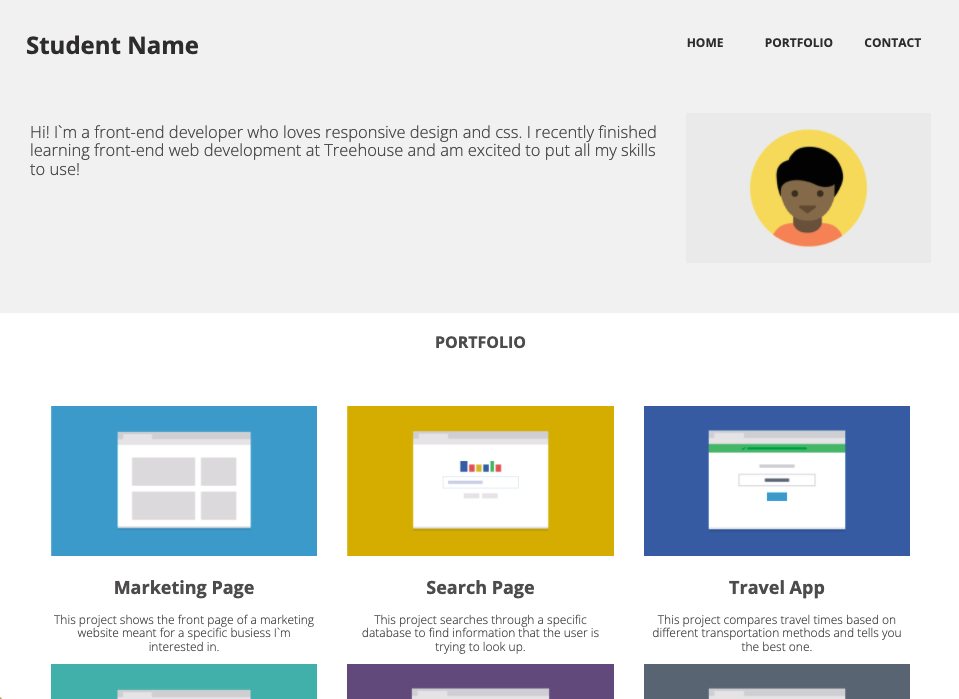 Student Name
HOME PORTFOLIO CONTACT
Hi! I`m a front-end developer who loves responsive design and css. I recently finished
learning front-end web development at Treehouse and am excited to put all my skills
to use!
PORTFOLIO
Marketing Page
This project shows the front page of a marketing
website meant for a specific busiess I`m
interested in.
Search Page
This project searches through a specific
database to find information that the user is
trying to look up.
Travel App
This project compares travel times based on
different transportation methods and tells you
the best one.